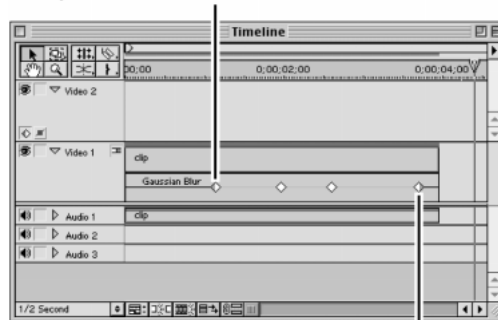 Timeline
00;00 0;00;02;00 0;00;04;00
Video 2
Video 1
clip
Gaussian Blur
Audio 1 clip
Audio 2
Audio 3
1/2 Second